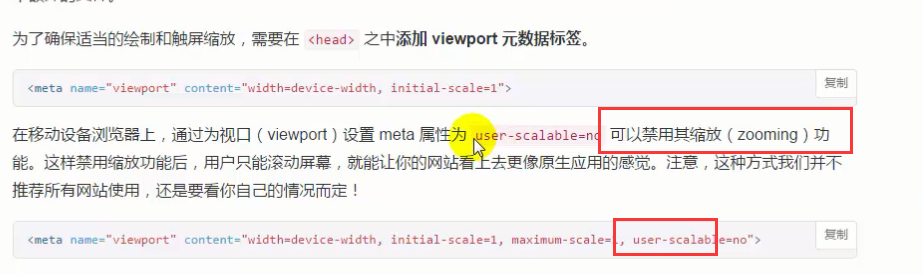 为了确保适当的绘制和触屏缩放，需要在 <head> 之中添加 viewport 元数据标签。
复制
<meta name="viewport" content="width=device-width, initial-scale=1">
在移动设备浏览器上，通过为视口（viewport）设置 meta 属性为 user-scalable=no 可以禁用其缩放（zooming）功
能。这样禁用缩放功能后，用户只能滚动屏幕，就能让你的网站看上去更像原生应用的感觉。注意，这种方式我们并不
推荐所有网站使用，还是要看你自己的情况而定！
复制
<meta name="viewport" content="width=device-width, initial-scale=1, maximum-scale=1, user-scalable=no">